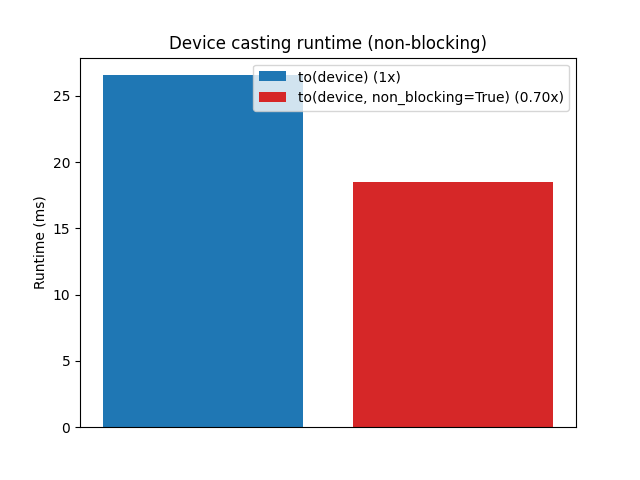 Device casting runtime (non-blocking)
to(device) (1x)
to(device, non_blocking=True) (0.70x)
Runtime (ms)
25
20
15
10
5
0